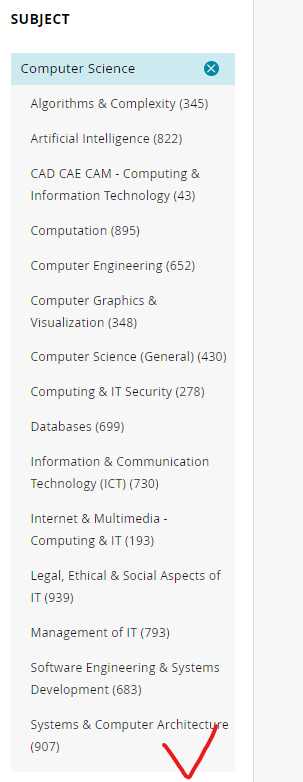 SUBJECT
Computer Science
Algorithms & Complexity (345)
Artificial Intelligence (822)
CAD CAE CAM - Computing &
Information Technology (43)
Computation (895)
Computer Engineering (652)
Computer Graphics &
Visualization (348)
Computer Science (General) (430)
Computing & IT Security (278)
Databases (699)
Information & Communication
Technology (ICT) (730)
Internet & Multimedia -
Computing & IT (193)
Legal, Ethical & Social Aspects of
IT (939)
Management of IT (793)
Software Engineering & Systems
Development (683)
Systems & Computer Architecture
(907)